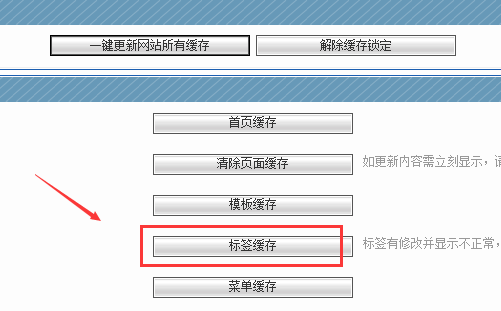 一键更新网站所有缓存 解除缓存锁定
首页缓存
清除页面缓存 如更新内容需立刻显示，请
模板缓存
标签缓存 标签有修改并显示不正常，
菜单缓存